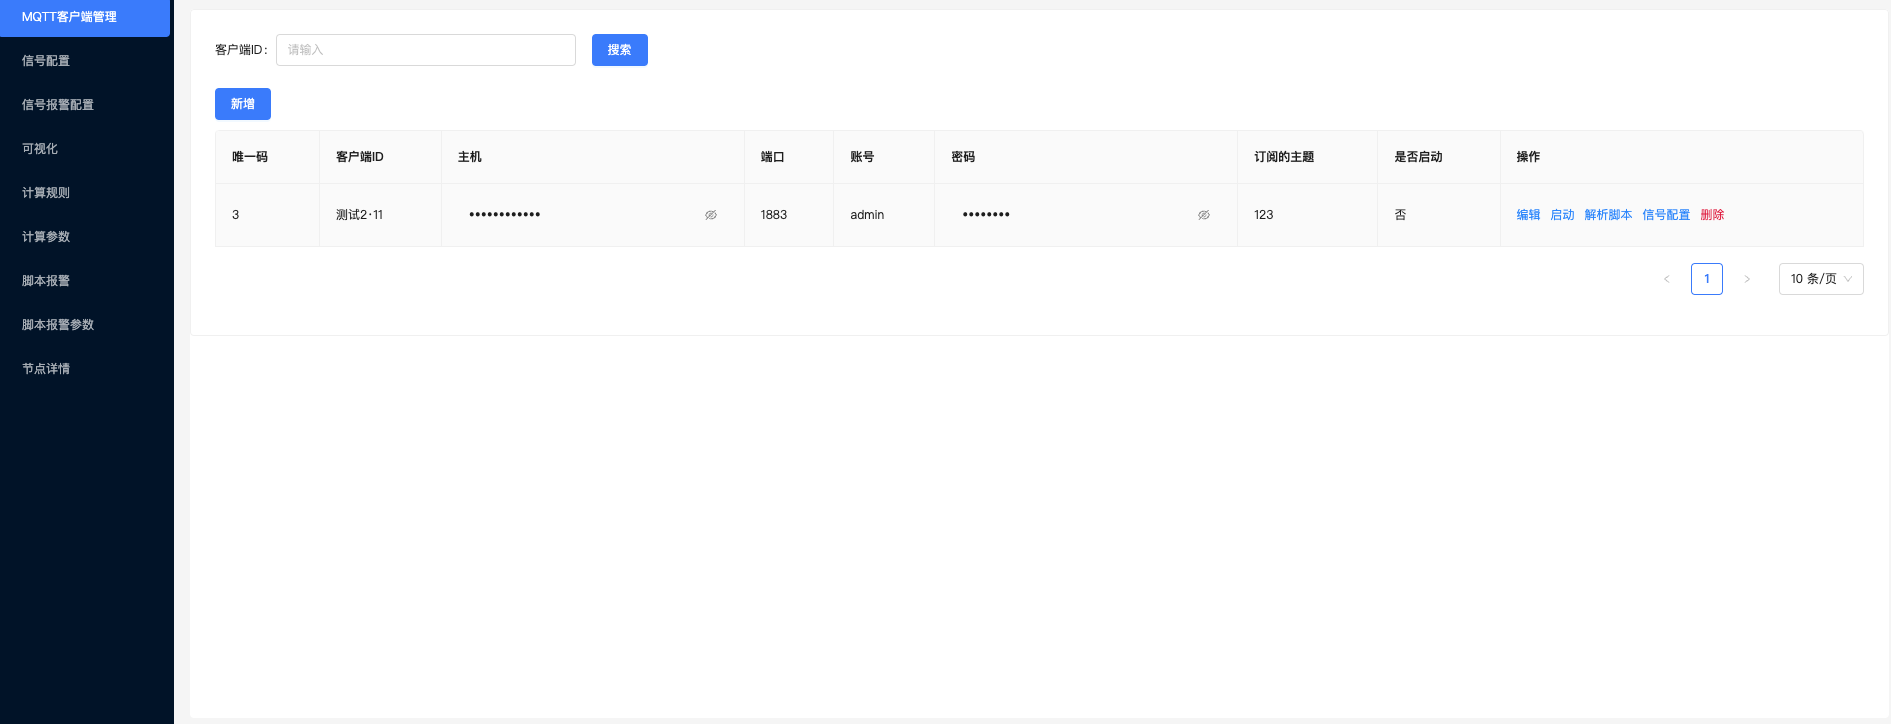 MQTT客户端管理
信号配置
信号报警配置
可视化
计算规则
计算参数
脚本报警
脚本报警参数
节点详情
客户端ID： 请输入 搜索
新增
唯一码 客户端ID 主机 端口 账号 密码 订阅的主题 是否启动 操作
3 测试2·11 •••••••••••• 1883 admin •••••••• 123 否 编辑 启动 解析脚本 信号配置 删除
< 1 > 10 条/页